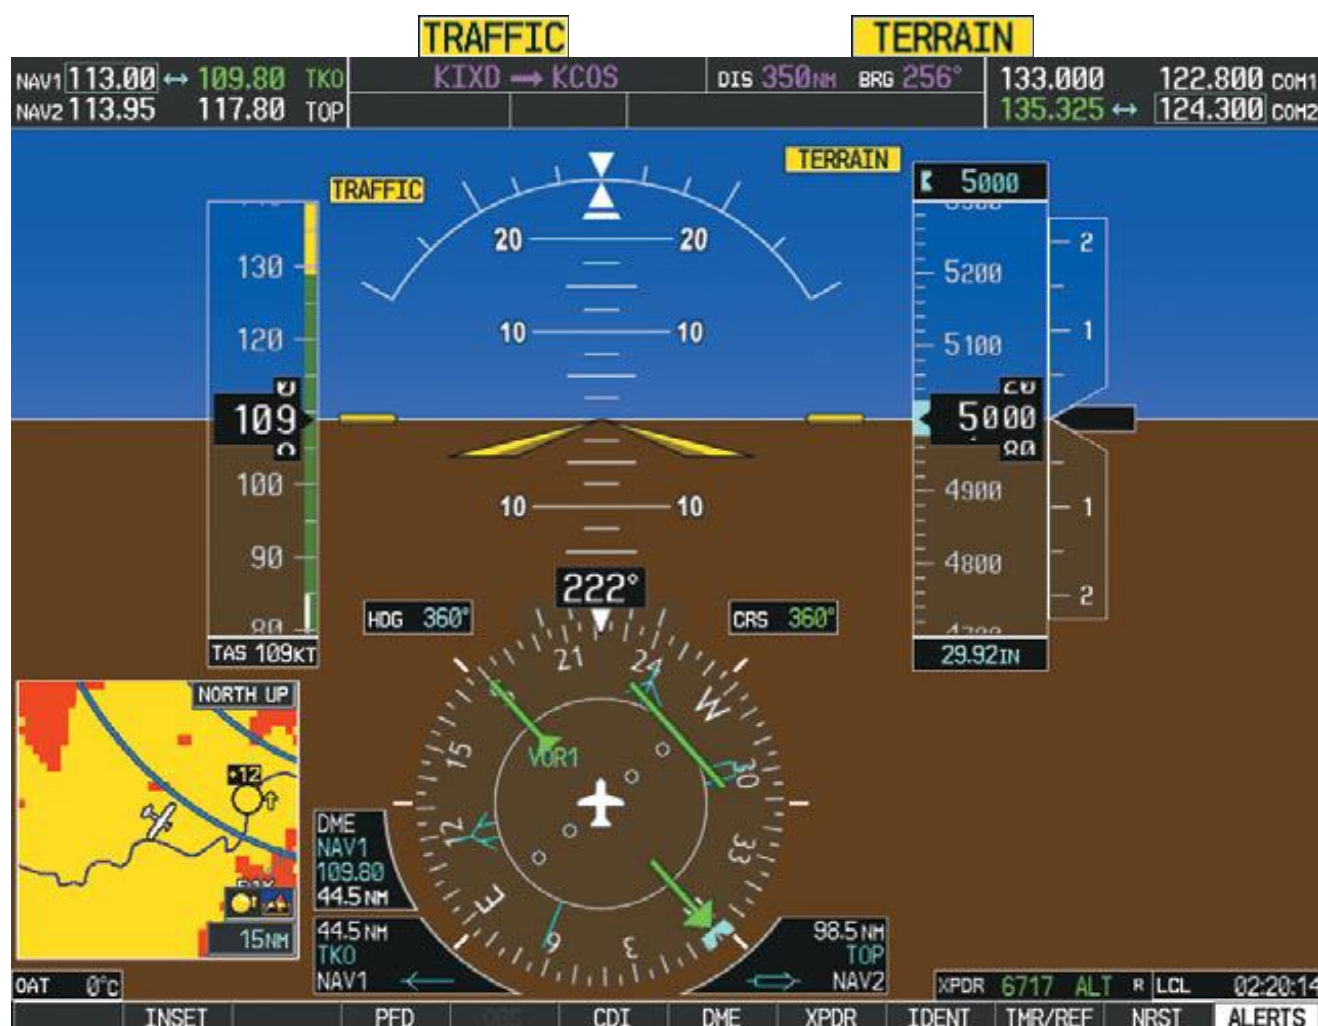 TRAFFIC TERRAIN
NAV1 113.00 ↔ 109.80 TKO KIXD → KCOS DIS 350NM BRG 256° 133.000 122.800 COM1
NAV2 113.95 117.80 TOP 135.325 ↔ 124.300 COM2
TRAFFIC TERRAIN
5000
20 20
130 5200
120 10 10 5100
2
1
109 5000
20
80
100 10 10 4900
90 4800
1
2
80
222°
HDG 360° CRS 360°
TAS 109KT 29.92IN
21 24 W 30 33 N 3 6 E 12 15 S
VOR1
NORTH UP
+12
15NM
DME
NAV1
109.80
44.5NM
44.5NM
TKO
NAV1
98.5NM
TOP
NAV2
OAT 0°C XPDR 6717 ALT R LCL 02:20:14
INSET PFD OBS CDI DME XPDR IDENT TMR/REF NRST ALERTS